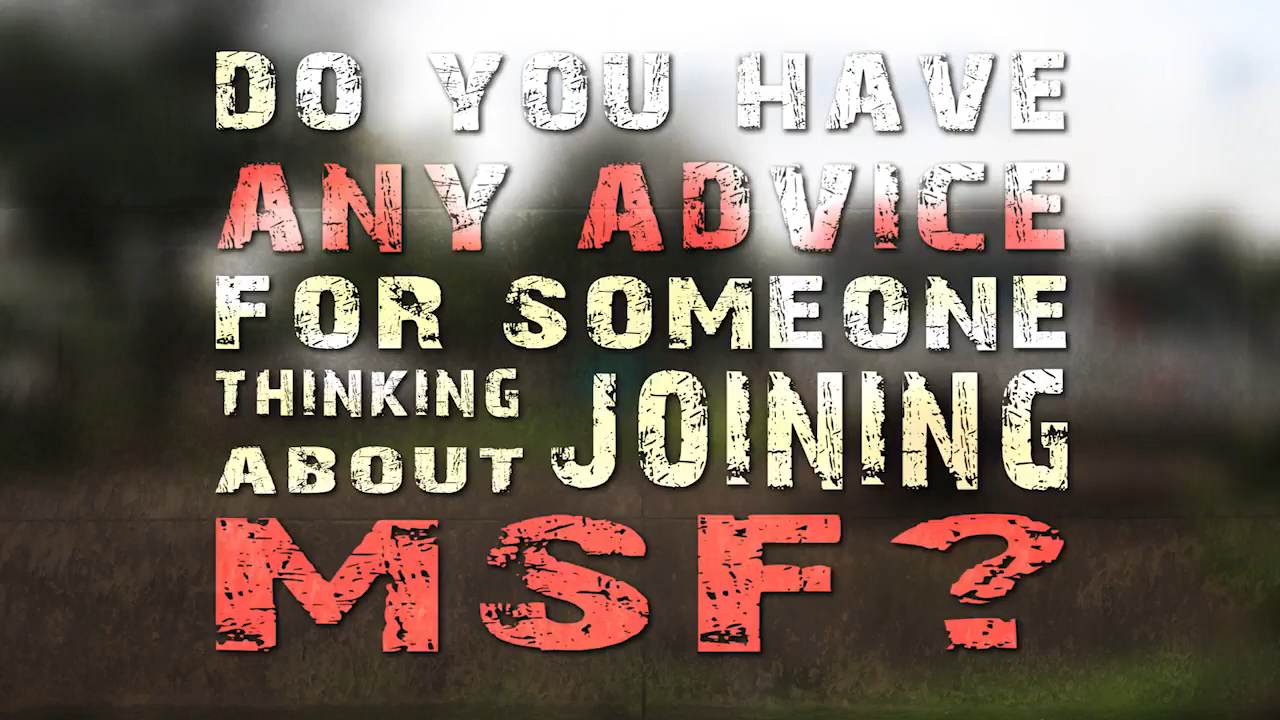 DO YOU HAVE
ANY ADVICE
FOR SOMEONE
THINKING
ABOUT JOINING
MSF?